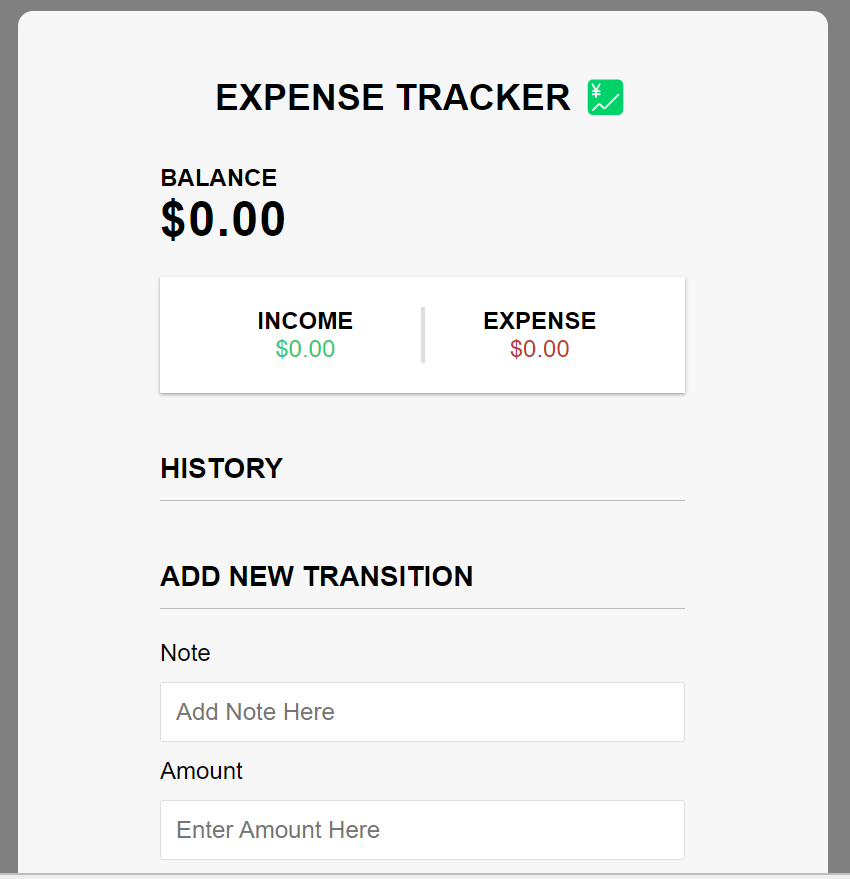 EXPENSE TRACKER ¥
BALANCE
$0.00
INCOME EXPENSE
$0.00 $0.00
HISTORY
ADD NEW TRANSITION
Note
Add Note Here
Amount
Enter Amount Here